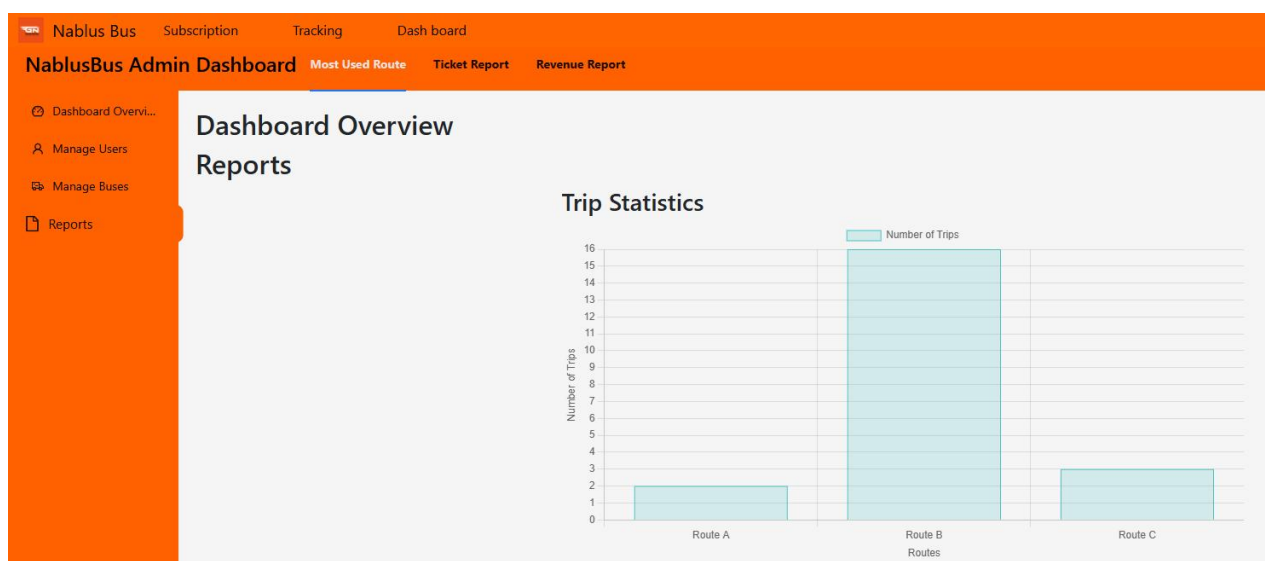 GN
Nablus Bus Subscription Tracking Dash board
NablusBus Admin Dashboard Most Used Route Ticket Report Revenue Report
Dashboard Overvi...
Manage Users
Manage Buses
Reports
Dashboard Overview
Reports
Trip Statistics
Number of Trips
16
15
14
13
12
11
10
9
8
7
6
5
4
3
2
1
0
Number of Trips
Route A Route B Route C
Routes